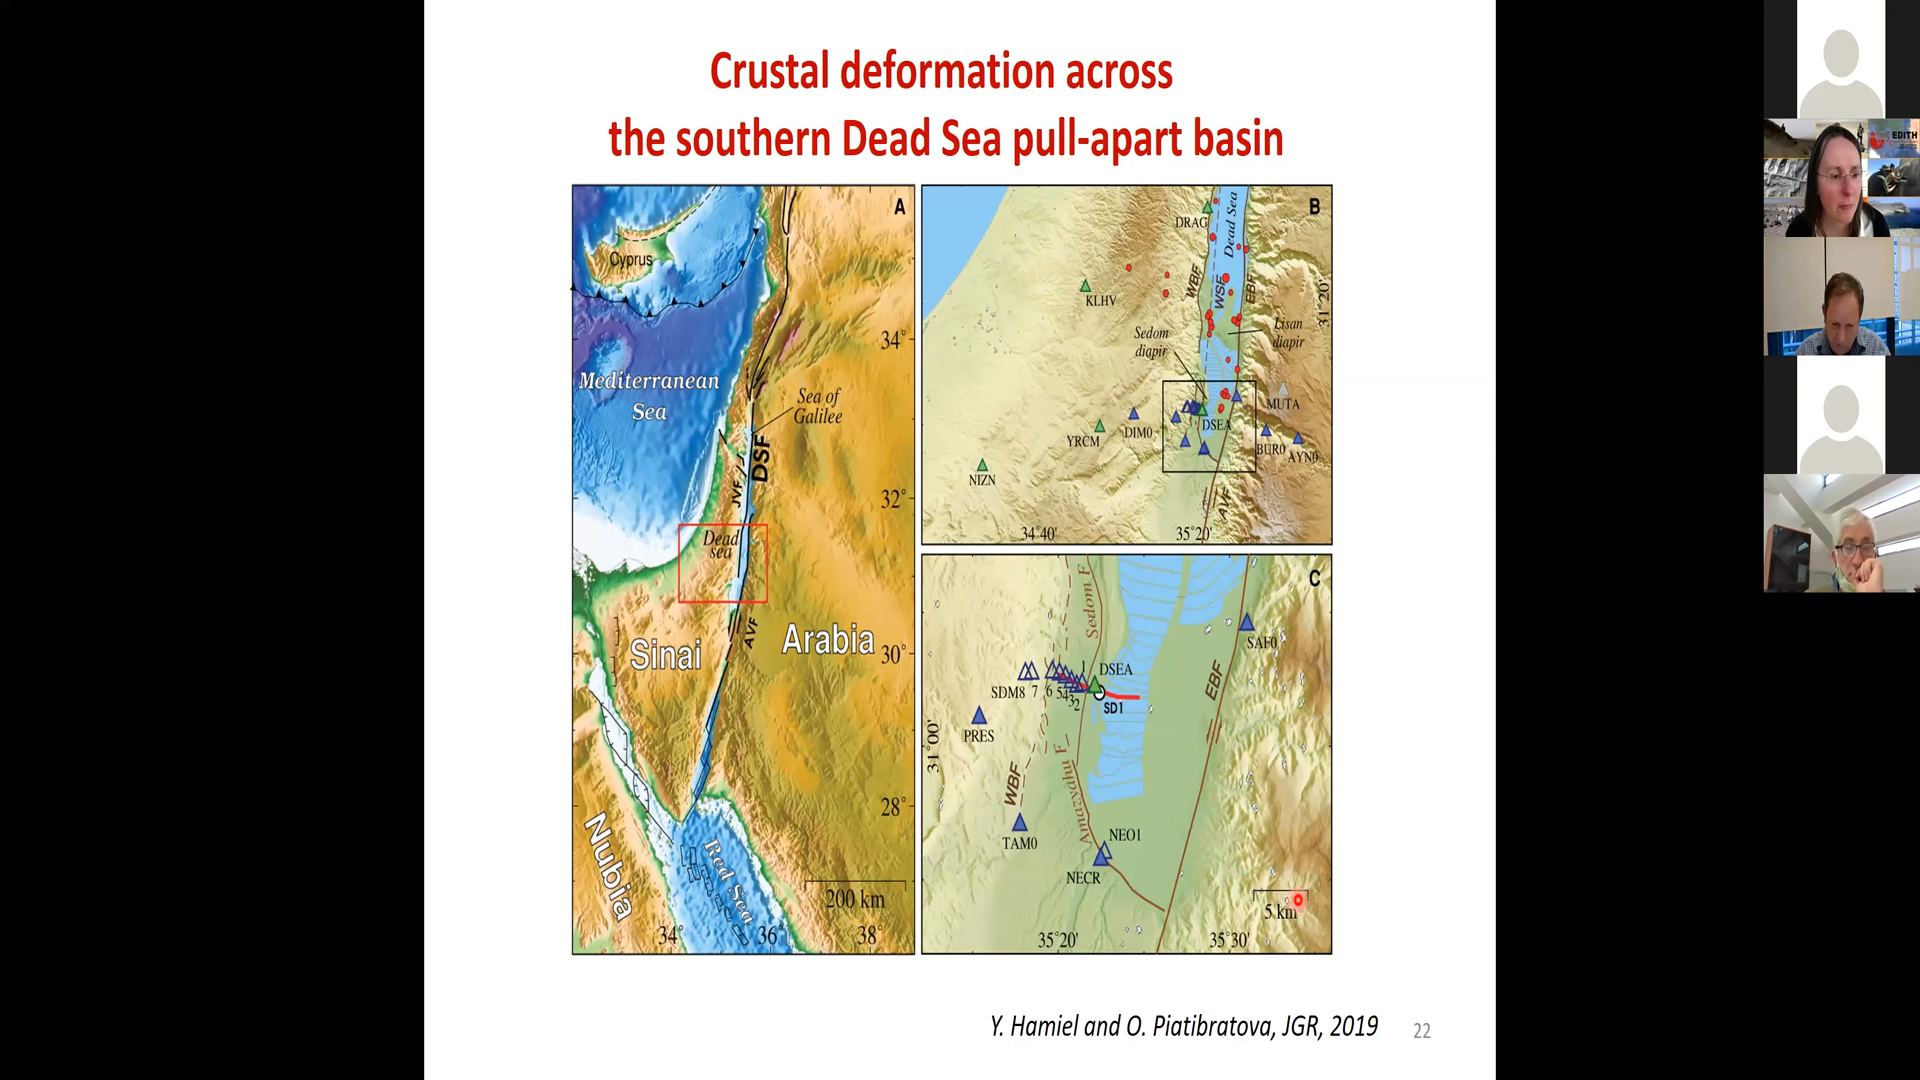 Crustal deformation across
the southern Dead Sea pull-apart basin
A
Cyprus
34°
Mediterranean
Sea
Sea of
Galilee
DSF
JVF
32°
Dead
sea
AVF
Sinai
Arabia
30°
28°
Nubia
Red Sea
200 km
34°
36°
38°
B
DRAG
Dead Sea
KLHV
WBF
WSF
EBF
31°20'
Sedom
diapir
Lisan
diapir
MUTA
YRCM
DIM0
DSEA
BUR0
AYN0
NIZN
AVF
34°40'
35°20'
C
Sedom F
SAF0
1
DSEA
SDM8
7
6
5
4
3
2
SD1
EBF
PRES
31°00'
WBF
Amazyahu F
TAM0
NEO1
NECR
5 km
35°20'
35°30'
Y. Hamiel and O. Piatibratova, JGR, 2019
22
EDITH